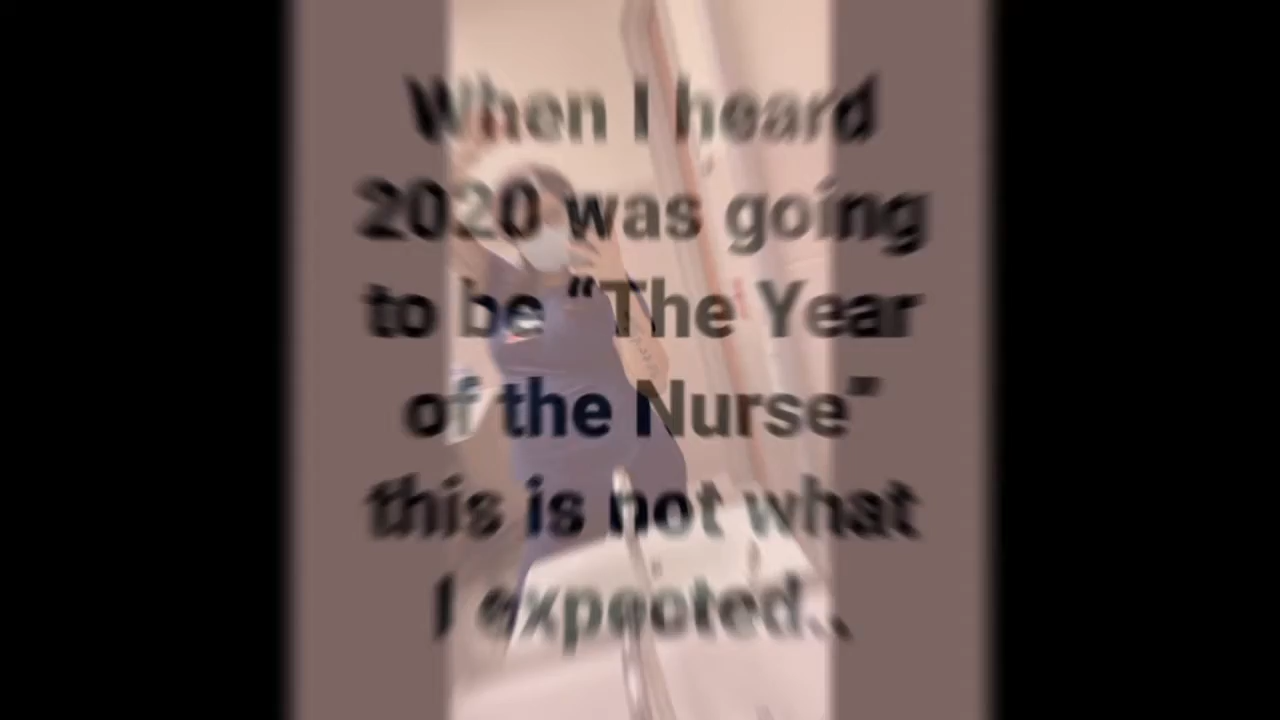 When I heard
2020 was going
to be “The Year
of the Nurse”
this is not what
I expected..